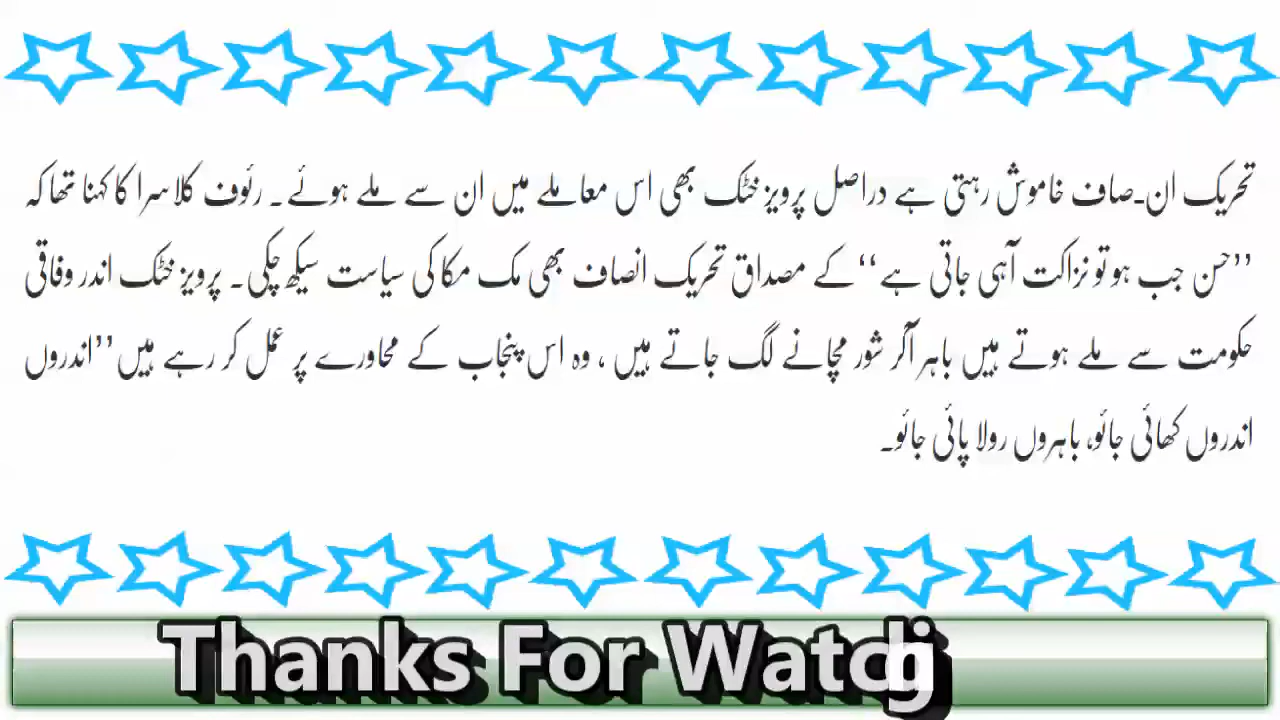 تحریک ان۔صاف خاموش رہتی ہے دراصل پرویز خٹک بھی اس معاملے میں ان سے ملے ہوئے۔ رئوف کلاسرا کا کہنا تھا کہ
’’حسن جب ہو تو نزاکت آہی جاتی ہے‘‘ کے مصداق تحریک انصاف بھی مک مکا کی سیاست سیکھ چکی۔ پرویز خٹک اندر وفاقی
حکومت سے ملے ہوتے ہیں باہر آکر شور مچانے لگ جاتے ہیں ، وہ اس پنجاب کے محاورے پر عمل کر رہے ہیں ’’اندروں
اندروں کھائی جائو، باہروں رولا پائی جائو۔
Thanks For